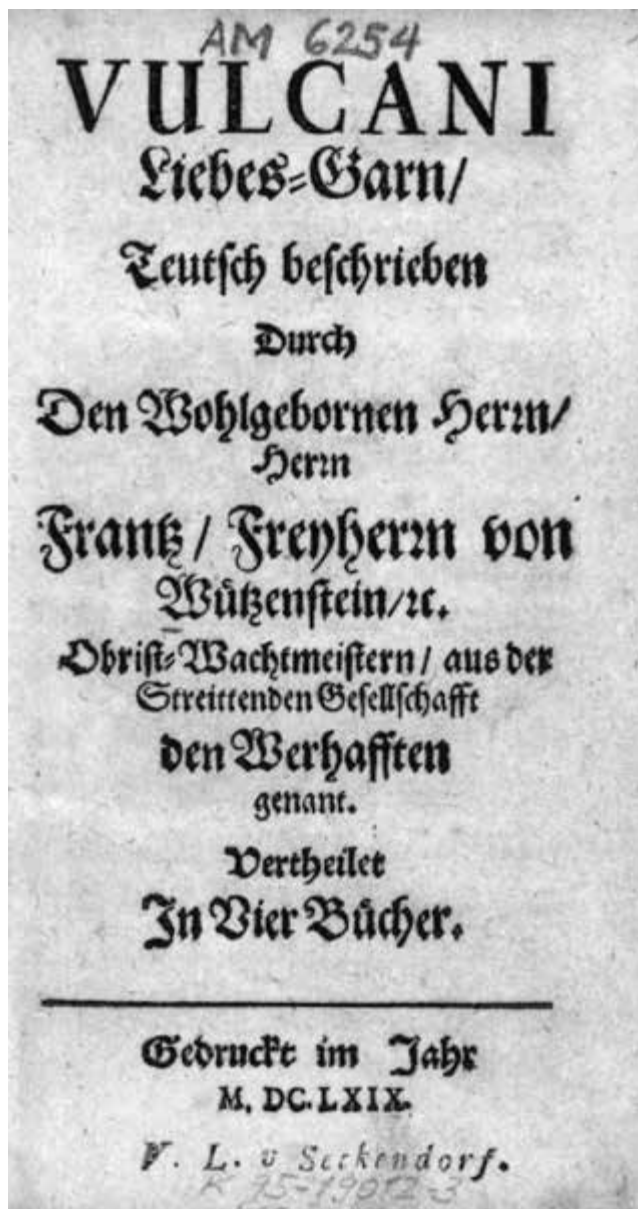 AM 6254
VULCANI
Liebes-Garn/
Teutsch beschrieben
Durch
Den Wohlgebornen Herrn/
Herrn
Frantz/ Freyherrn von
Wützenstein/ꝛc.
Obrist-Wachtmeistern/ aus der
Streittenden Gesellschafft
den Werhafften
genant.
Vertheilet
In Vier Bücher.
Gedruckt im Jahr
M. DC. LXIX.
V. L. v Seckendorf.